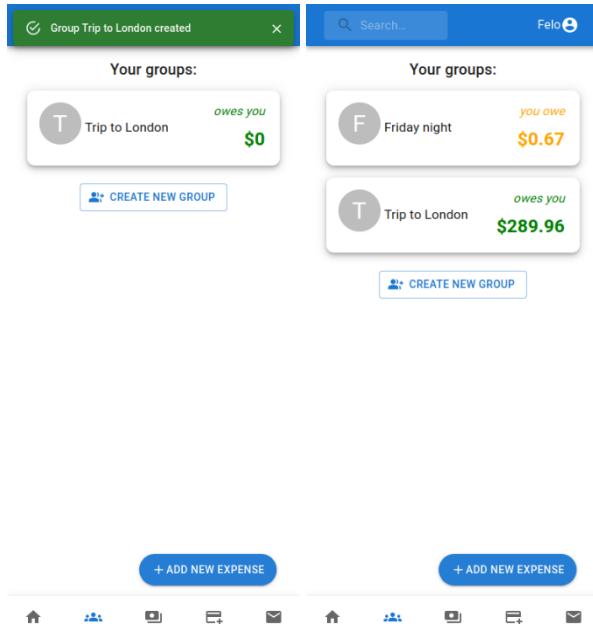 Group Trip to London created
Your groups:
T
Trip to London
owes you
$0
CREATE NEW GROUP
+ ADD NEW EXPENSE
Search...
Felo
Your groups:
F
Friday night
you owe
$0.67
T
Trip to London
owes you
$289.96
CREATE NEW GROUP
+ ADD NEW EXPENSE